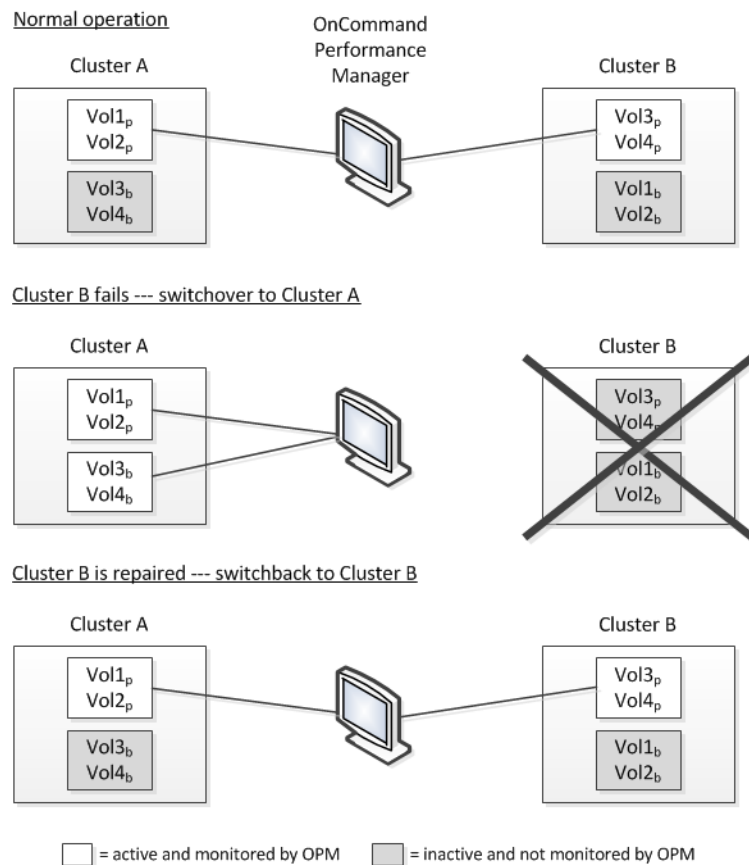 Normal operation
OnCommand
Performance
Manager
Cluster A
Cluster B
Vol1p
Vol2p
Vol3b
Vol4b
Vol3p
Vol4p
Vol1b
Vol2b
Cluster B fails --- switchover to Cluster A
Cluster A
Cluster B
Vol1p
Vol2p
Vol3b
Vol4b
Vol3p
Vol4p
Vol1b
Vol2b
Cluster B is repaired --- switchback to Cluster B
Cluster A
Cluster B
Vol1p
Vol2p
Vol3b
Vol4b
Vol3p
Vol4p
Vol1b
Vol2b
= active and monitored by OPM
= inactive and not monitored by OPM